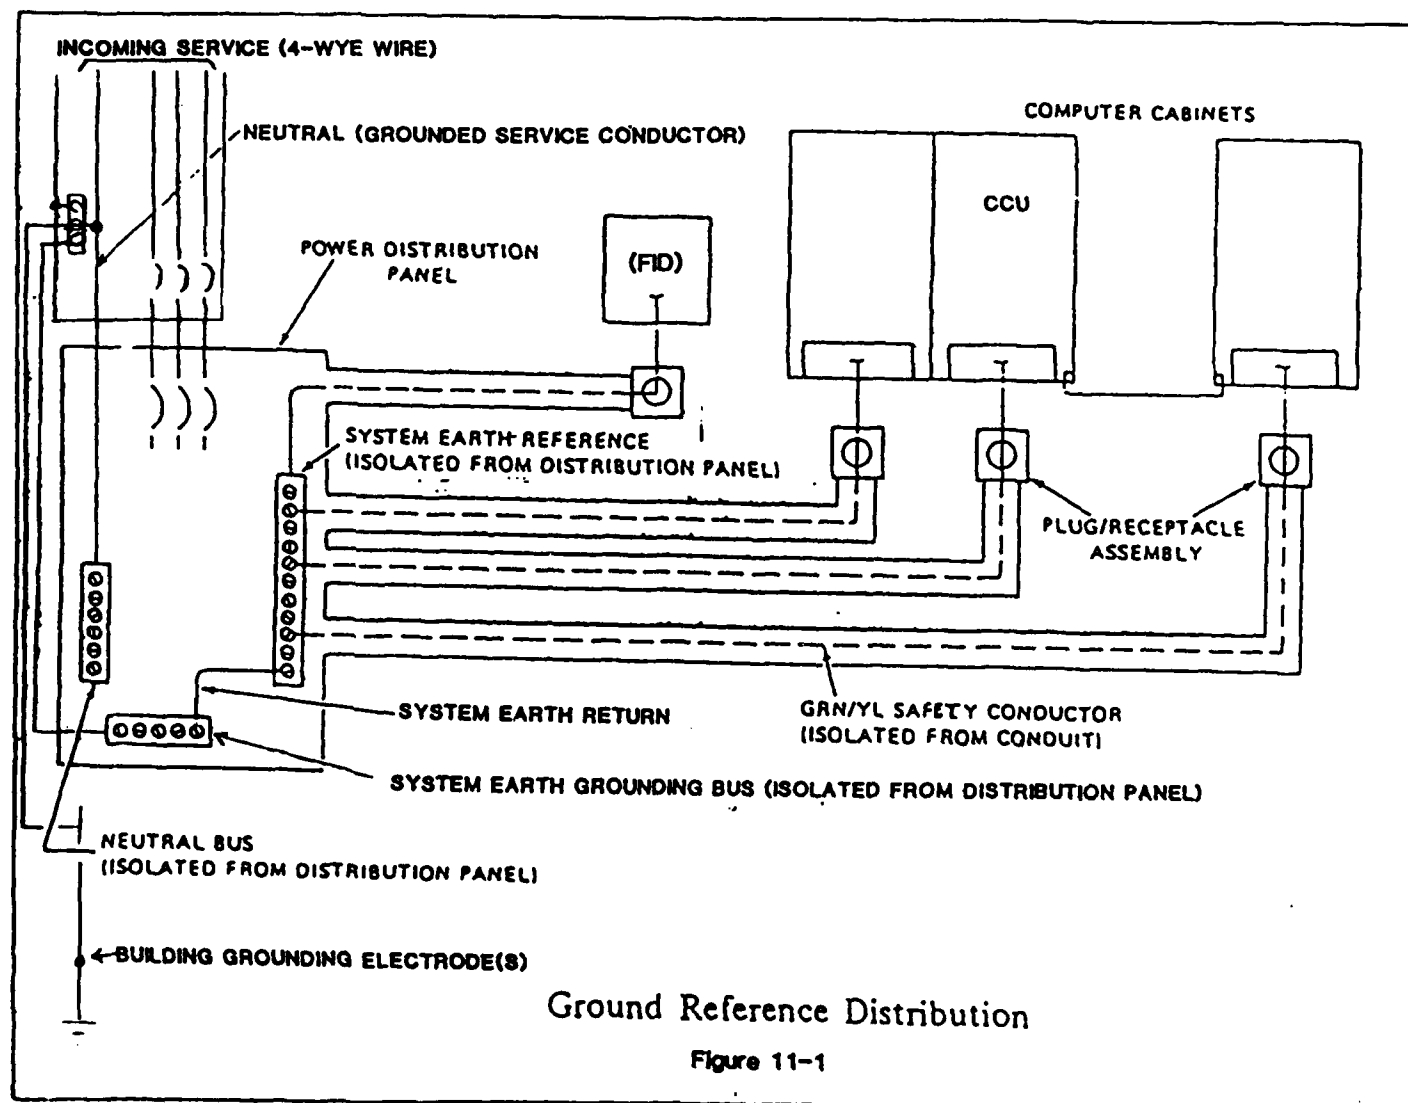 INCOMING SERVICE (4-WYE WIRE)
NEUTRAL (GROUNDED SERVICE CONDUCTOR)
COMPUTER CABINETS
CCU
POWER DISTRIBUTION
PANEL
(FID)
SYSTEM EARTH REFERENCE
(ISOLATED FROM DISTRIBUTION PANEL)
PLUG/RECEPTACLE
ASSEMBLY
SYSTEM EARTH RETURN
GRN/YL SAFETY CONDUCTOR
(ISOLATED FROM CONDUIT)
SYSTEM EARTH GROUNDING BUS (ISOLATED FROM DISTRIBUTION PANEL)
NEUTRAL BUS
(ISOLATED FROM DISTRIBUTION PANEL)
BUILDING GROUNDING ELECTRODE(S)
Ground Reference Distribution
Figure 11-1